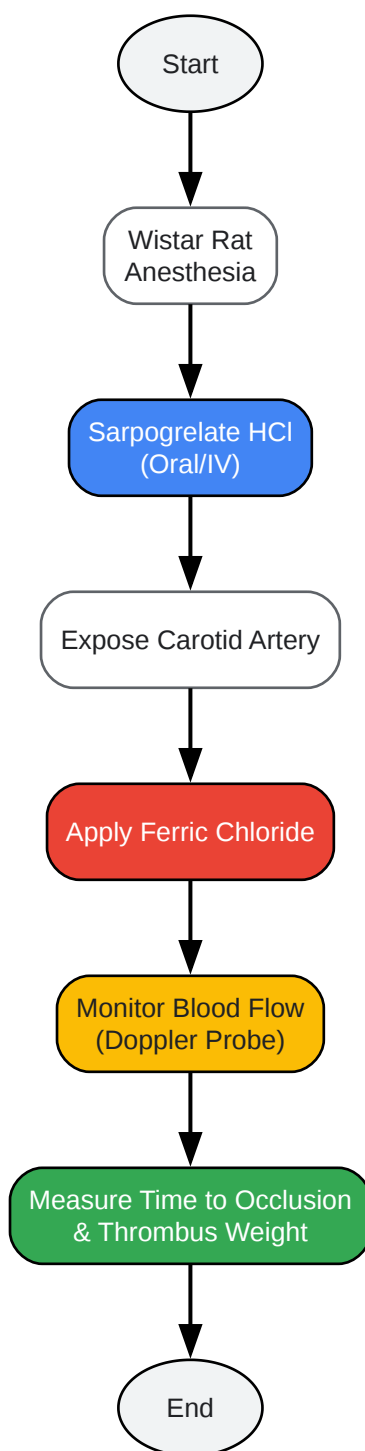 Start
Wistar Rat
Anesthesia
Sarpogrelate HCl
(Oral/IV)
Expose Carotid Artery
Apply Ferric Chloride
Monitor Blood Flow
(Doppler Probe)
Measure Time to Occlusion
& Thrombus Weight
End